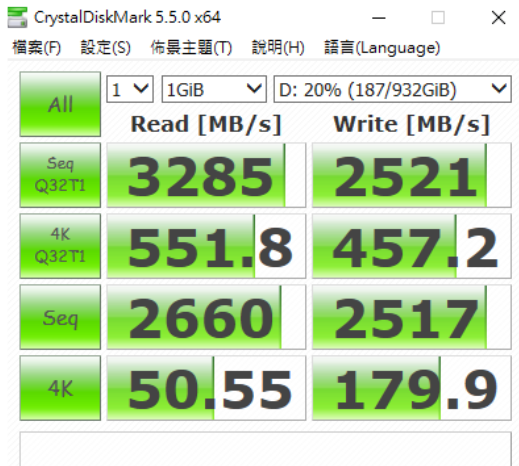 CrystalDiskMark 5.5.0 x64
檔案(F) 設定(S) 佈景主題(T) 說明(H) 語言(Language)
All 1 1GiB D: 20% (187/932GiB)
Read [MB/s] Write [MB/s]
Seq Q32T1 3285 2521
4K Q32T1 551.8 457.2
Seq 2660 2517
4K 50.55 179.9